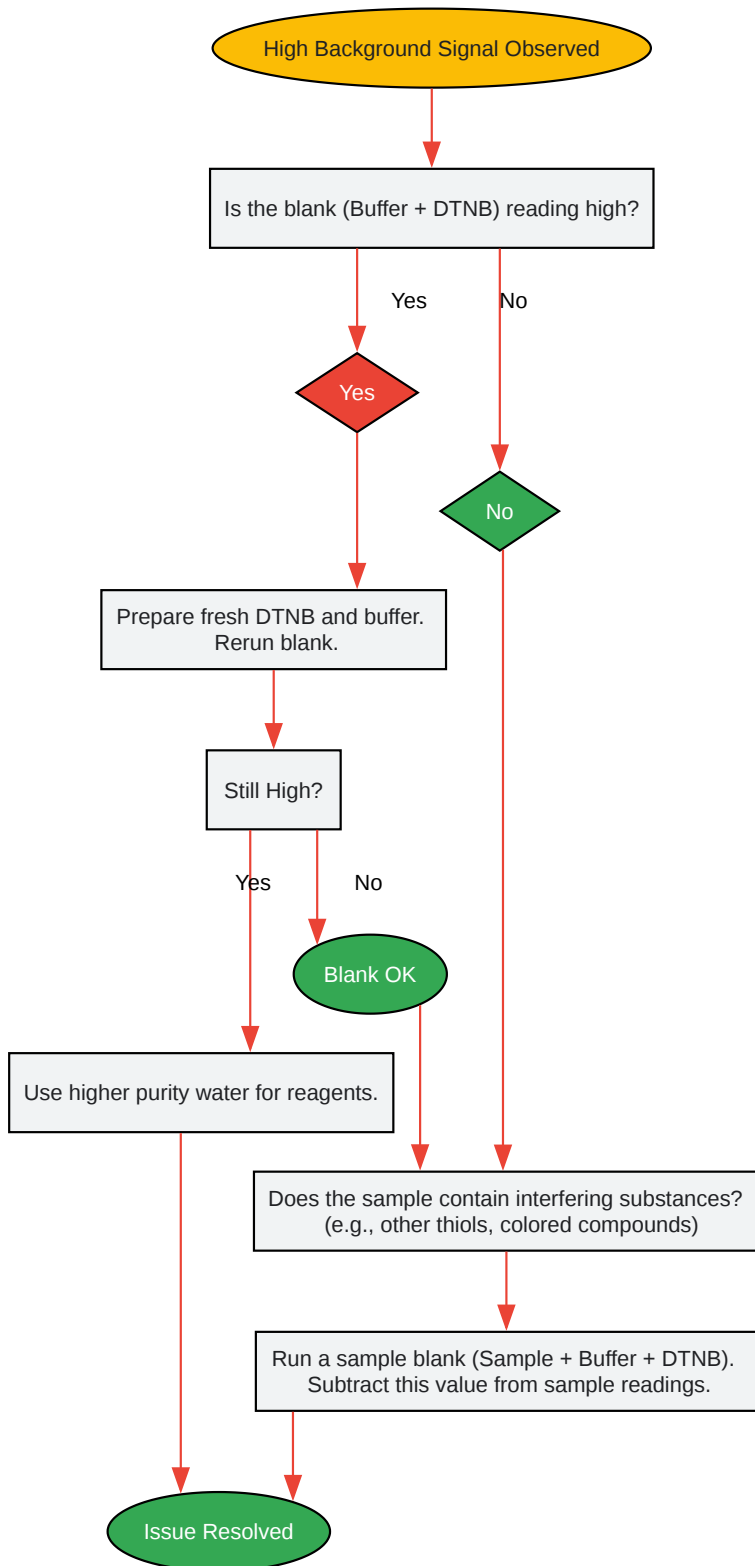 High Background Signal Observed
Is the blank (Buffer + DTNB) reading high?
Yes
No
Yes
No
Prepare fresh DTNB and buffer.
Rerun blank.
Still High?
Yes
No
Blank OK
Use higher purity water for reagents.
Does the sample contain interfering substances?
(e.g., other thiols, colored compounds)
Run a sample blank (Sample + Buffer + DTNB).
Subtract this value from sample readings.
Issue Resolved